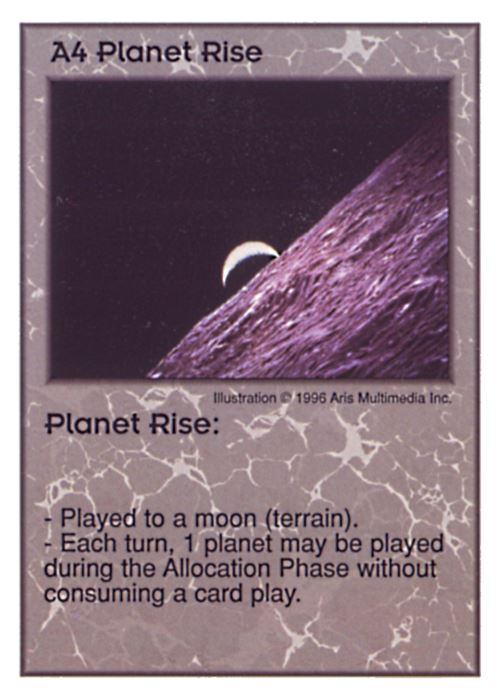 A4 Planet Rise
Illustration © 1996 Aris Multimedia Inc.
Planet Rise:
- Played to a moon (terrain).
- Each turn, 1 planet may be played
during the Allocation Phase without
consuming a card play.